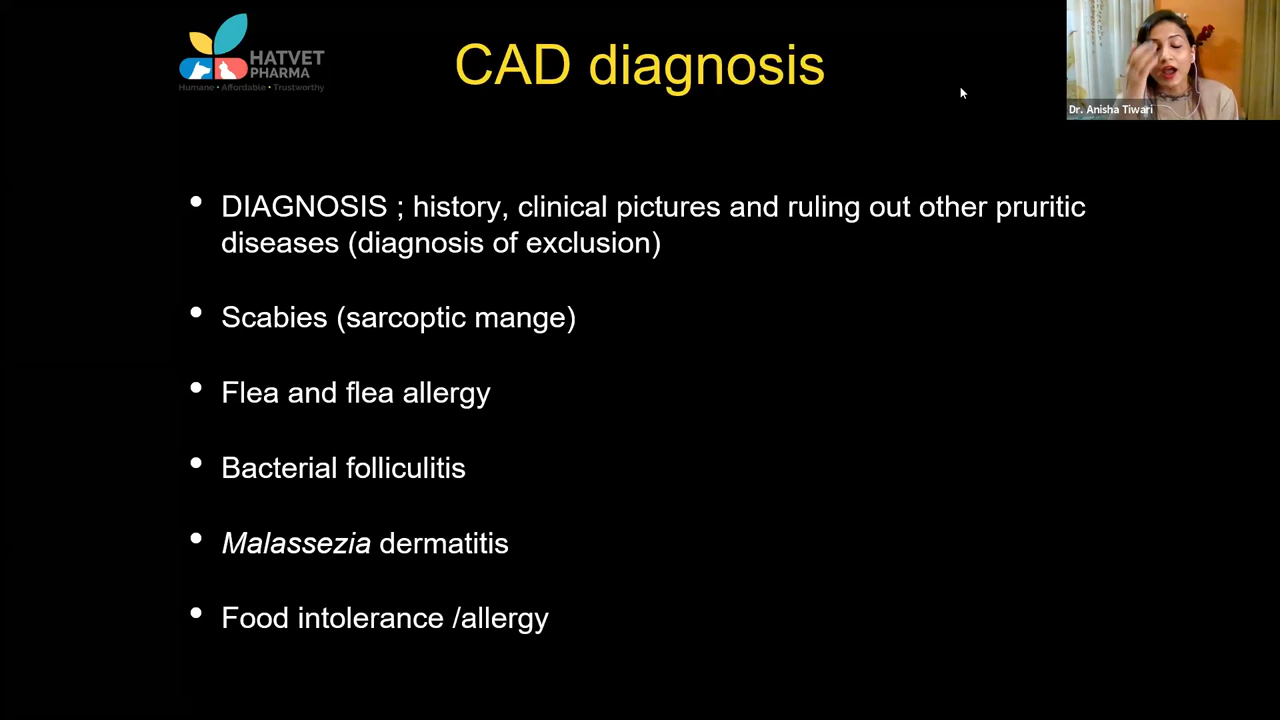 HATVET
PHARMA
Humane • Affordable • Trustworthy
CAD diagnosis
Dr. Anisha Tiwari
• DIAGNOSIS ; history, clinical pictures and ruling out other pruritic
diseases (diagnosis of exclusion)
• Scabies (sarcoptic mange)
• Flea and flea allergy
• Bacterial folliculitis
• Malassezia dermatitis
• Food intolerance /allergy